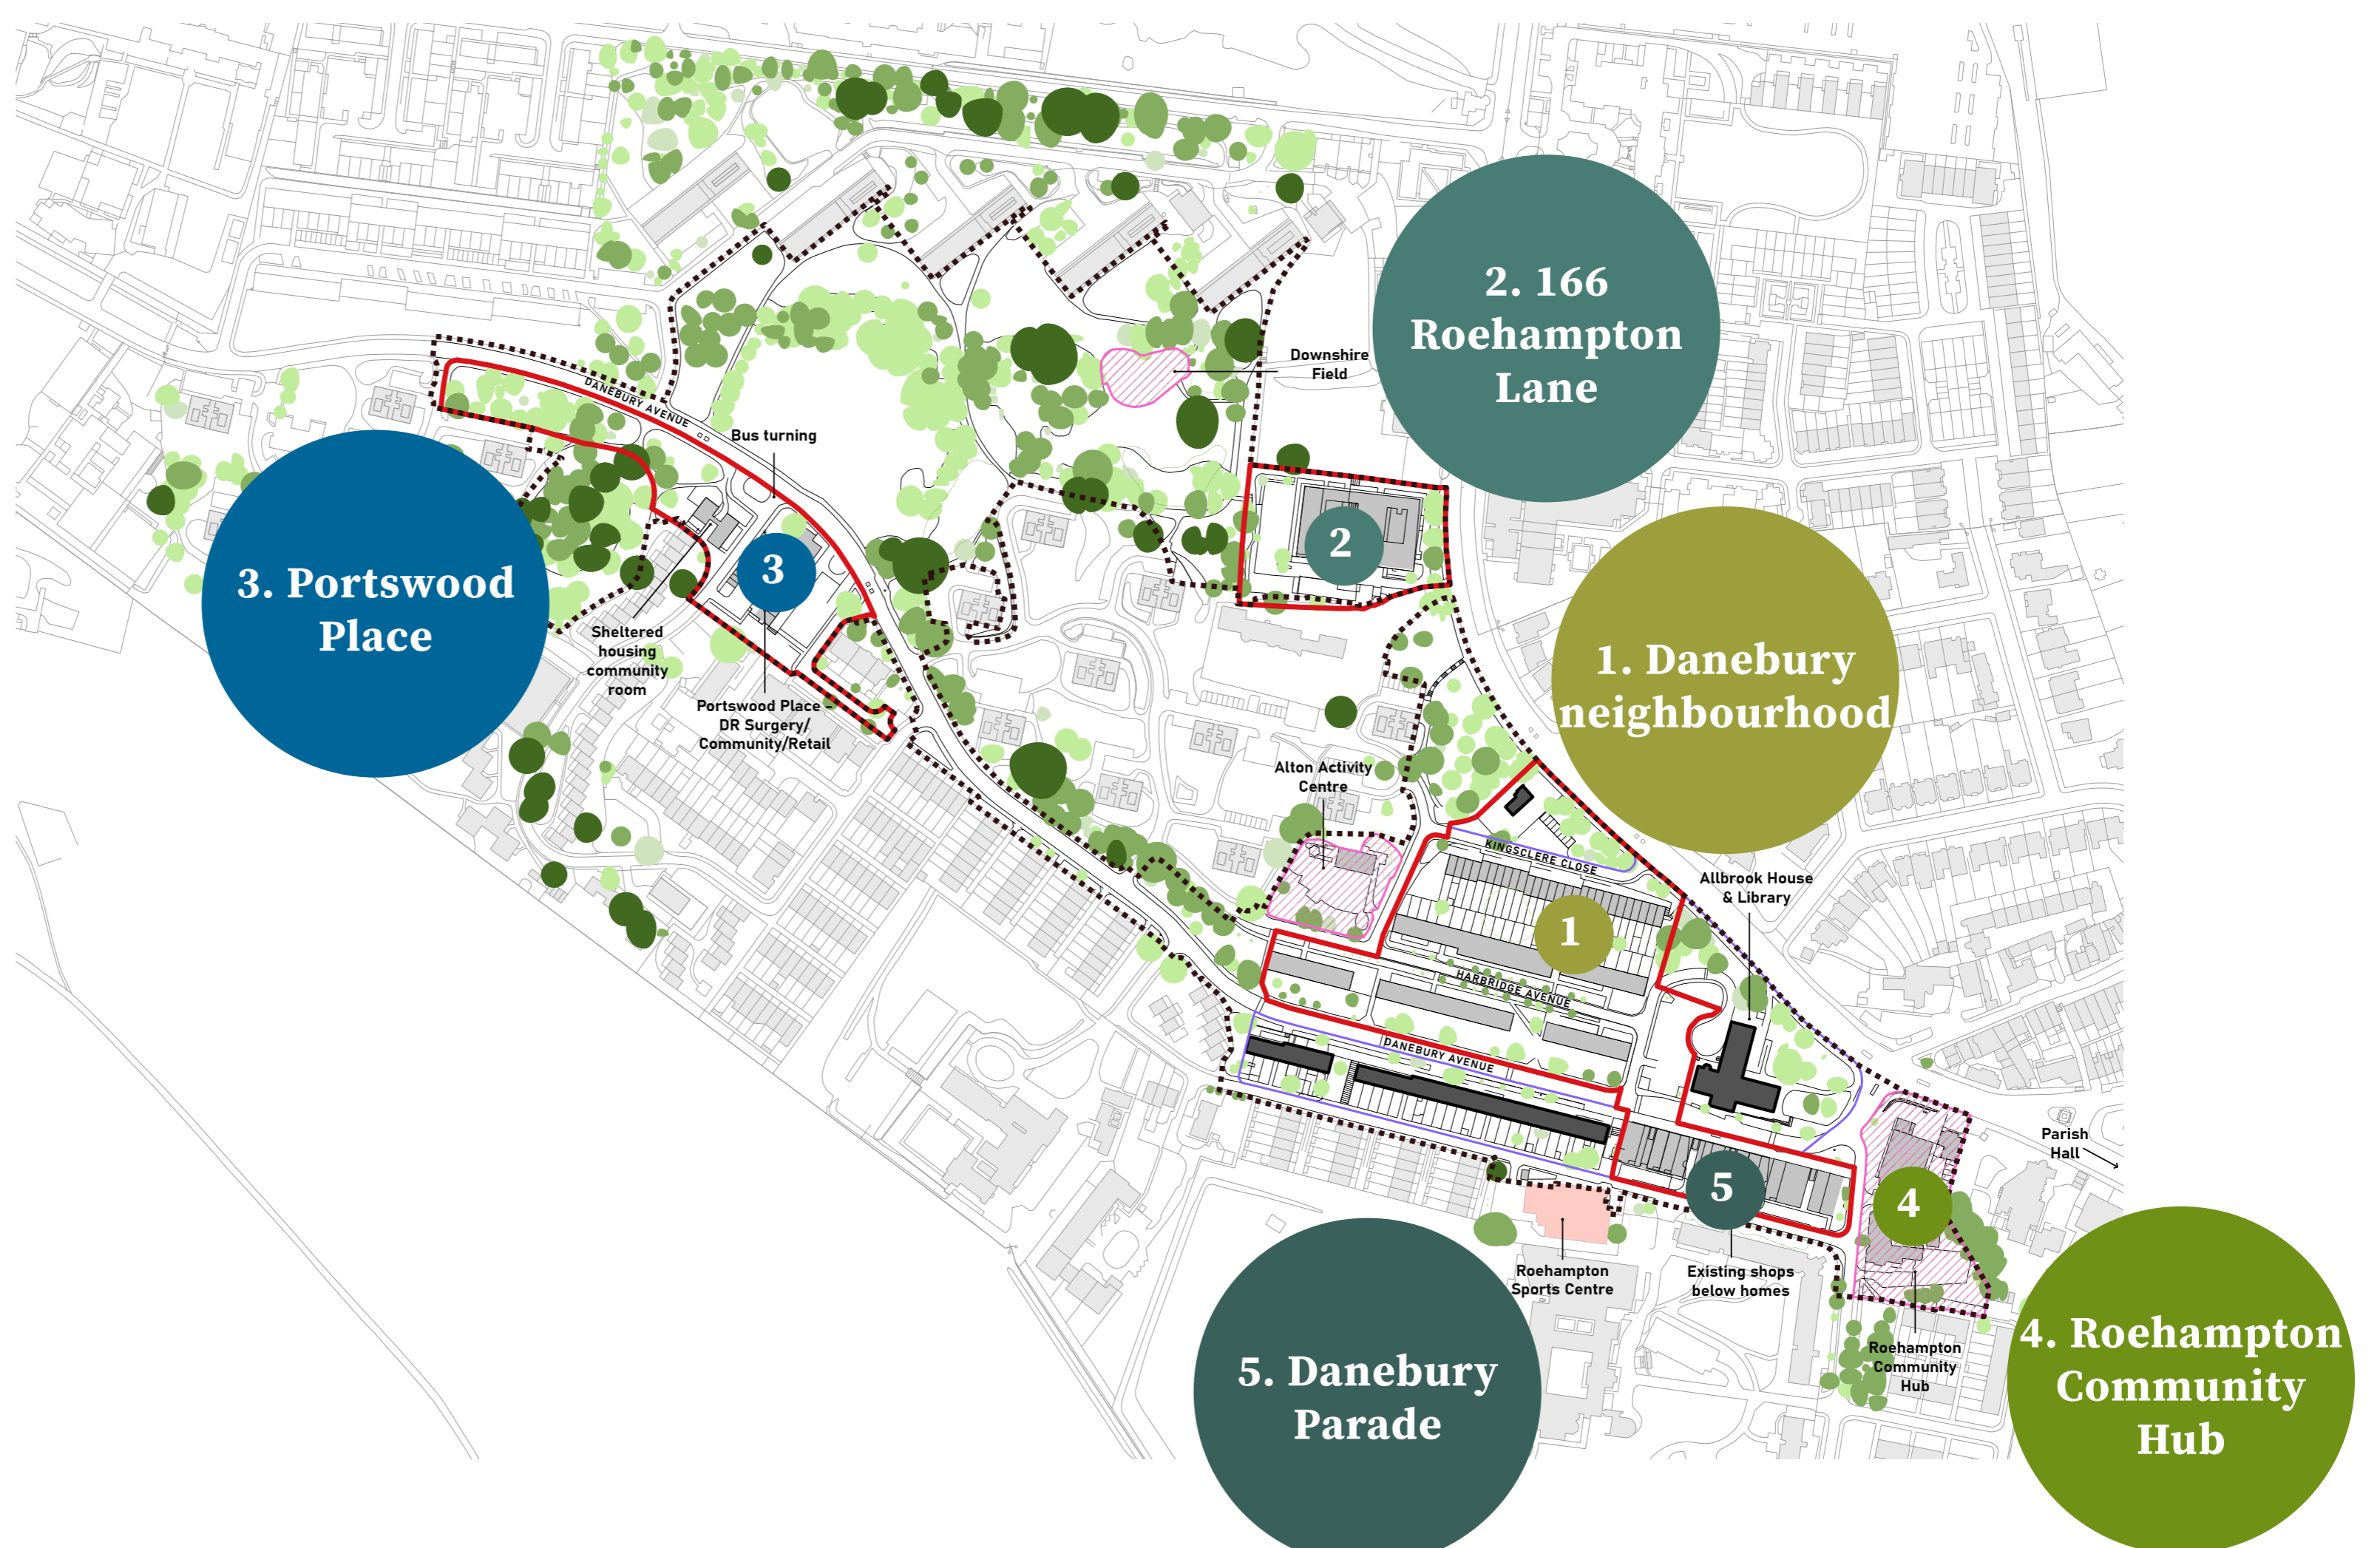 2. 166
Roehampton
Lane
Downshire
Field
DANEBURY AVENUE
Bus turning
2
1. Danebury
neighbourhood
3. Portswood
Place
3
Sheltered
housing
community
room
Portswood Place -
DR Surgery/
Community/Retail
Alton Activity
Centre
KINGSCLERE CLOSE
Allbrook House
& Library
1
HARBRIDGE AVENUE
DANEBURY AVENUE
Parish
Hall
5
4
Roehampton
Sports Centre
Existing shops
below homes
Roehampton
Community
Hub
5. Danebury
Parade
4. Roehampton
Community
Hub